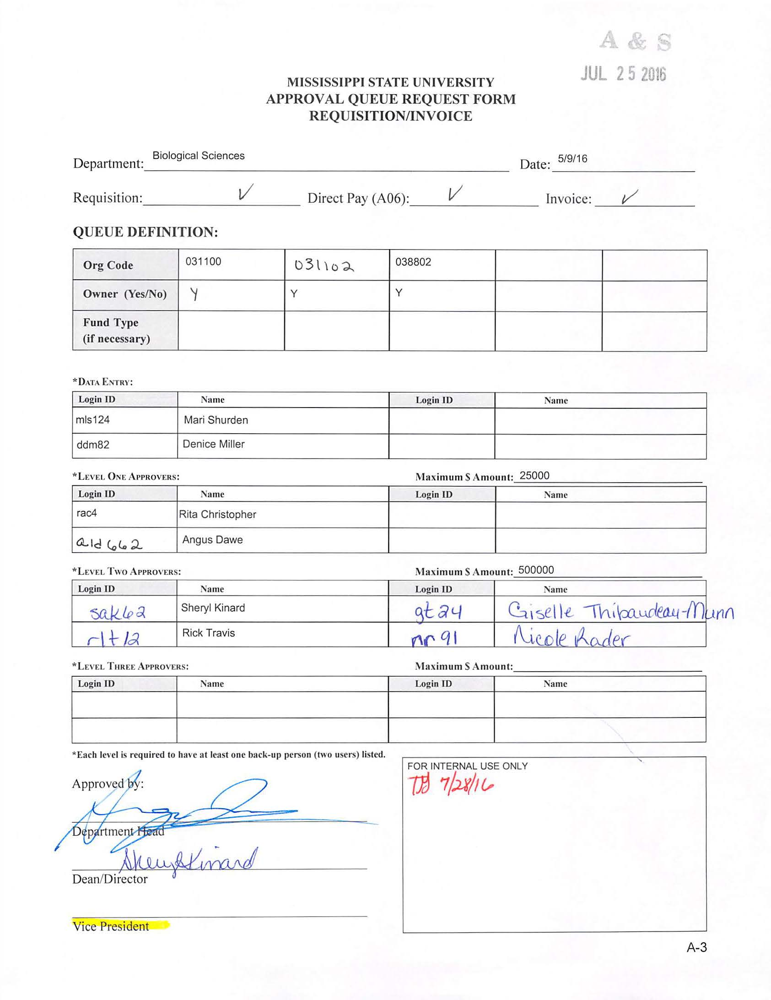 A & S
JUL 25 2016
MISSISSIPPI STATE UNIVERSITY
APPROVAL QUEUE REQUEST FORM
REQUISITION/INVOICE
Department: Biological Sciences Date: 5/9/16
Requisition: ✓ Direct Pay (A06): ✓ Invoice: ✓
QUEUE DEFINITION:
Org Code 031100 031102 038802
Owner (Yes/No) Y Y Y
Fund Type
(if necessary)
*DATA ENTRY:
Login ID Name Login ID Name
mls124 Mari Shurden
ddm82 Denice Miller
*LEVEL ONE APPROVERS: Maximum $ Amount: 25000
Login ID Name Login ID Name
rac4 Rita Christopher
ald662 Angus Dawe
*LEVEL TWO APPROVERS: Maximum $ Amount: 500000
Login ID Name Login ID Name
sak62 Sheryl Kinard gt24 Giselle Thibaudeau-Munn
rlt12 Rick Travis nr91 Nicole Rader
*LEVEL THREE APPROVERS: Maximum $ Amount:
Login ID Name Login ID Name
*Each level is required to have at least one back-up person (two users) listed.
FOR INTERNAL USE ONLY
7/28/16
Approved by:
Department Head
Sheryl Kinard
Dean/Director
Vice President
A-3